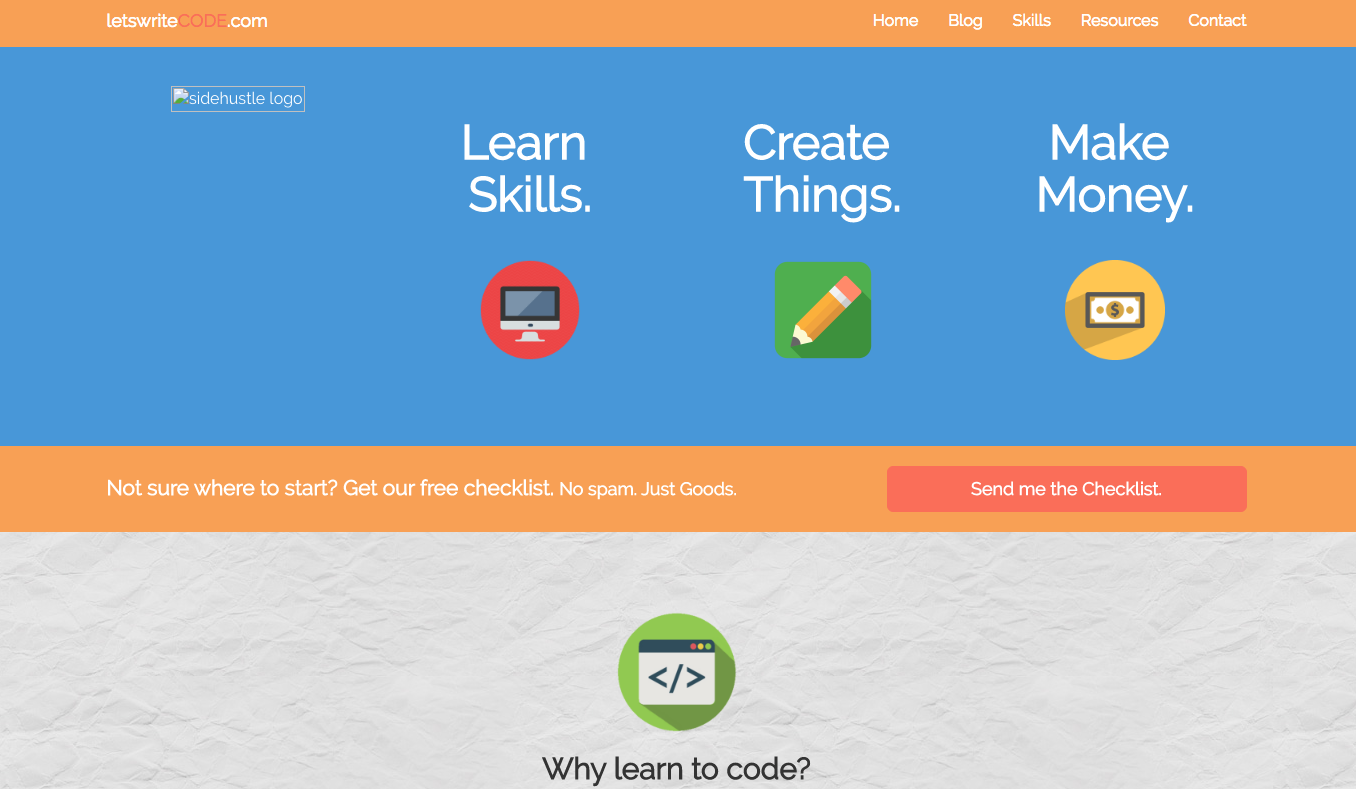 letswriteCODE.com
Home Blog Skills Resources Contact
sidehustle logo
Learn
Skills.
Create
Things.
Make
Money.
$
Not sure where to start? Get our free checklist. No spam. Just Goods.
Send me the Checklist.
</>
Why learn to code?